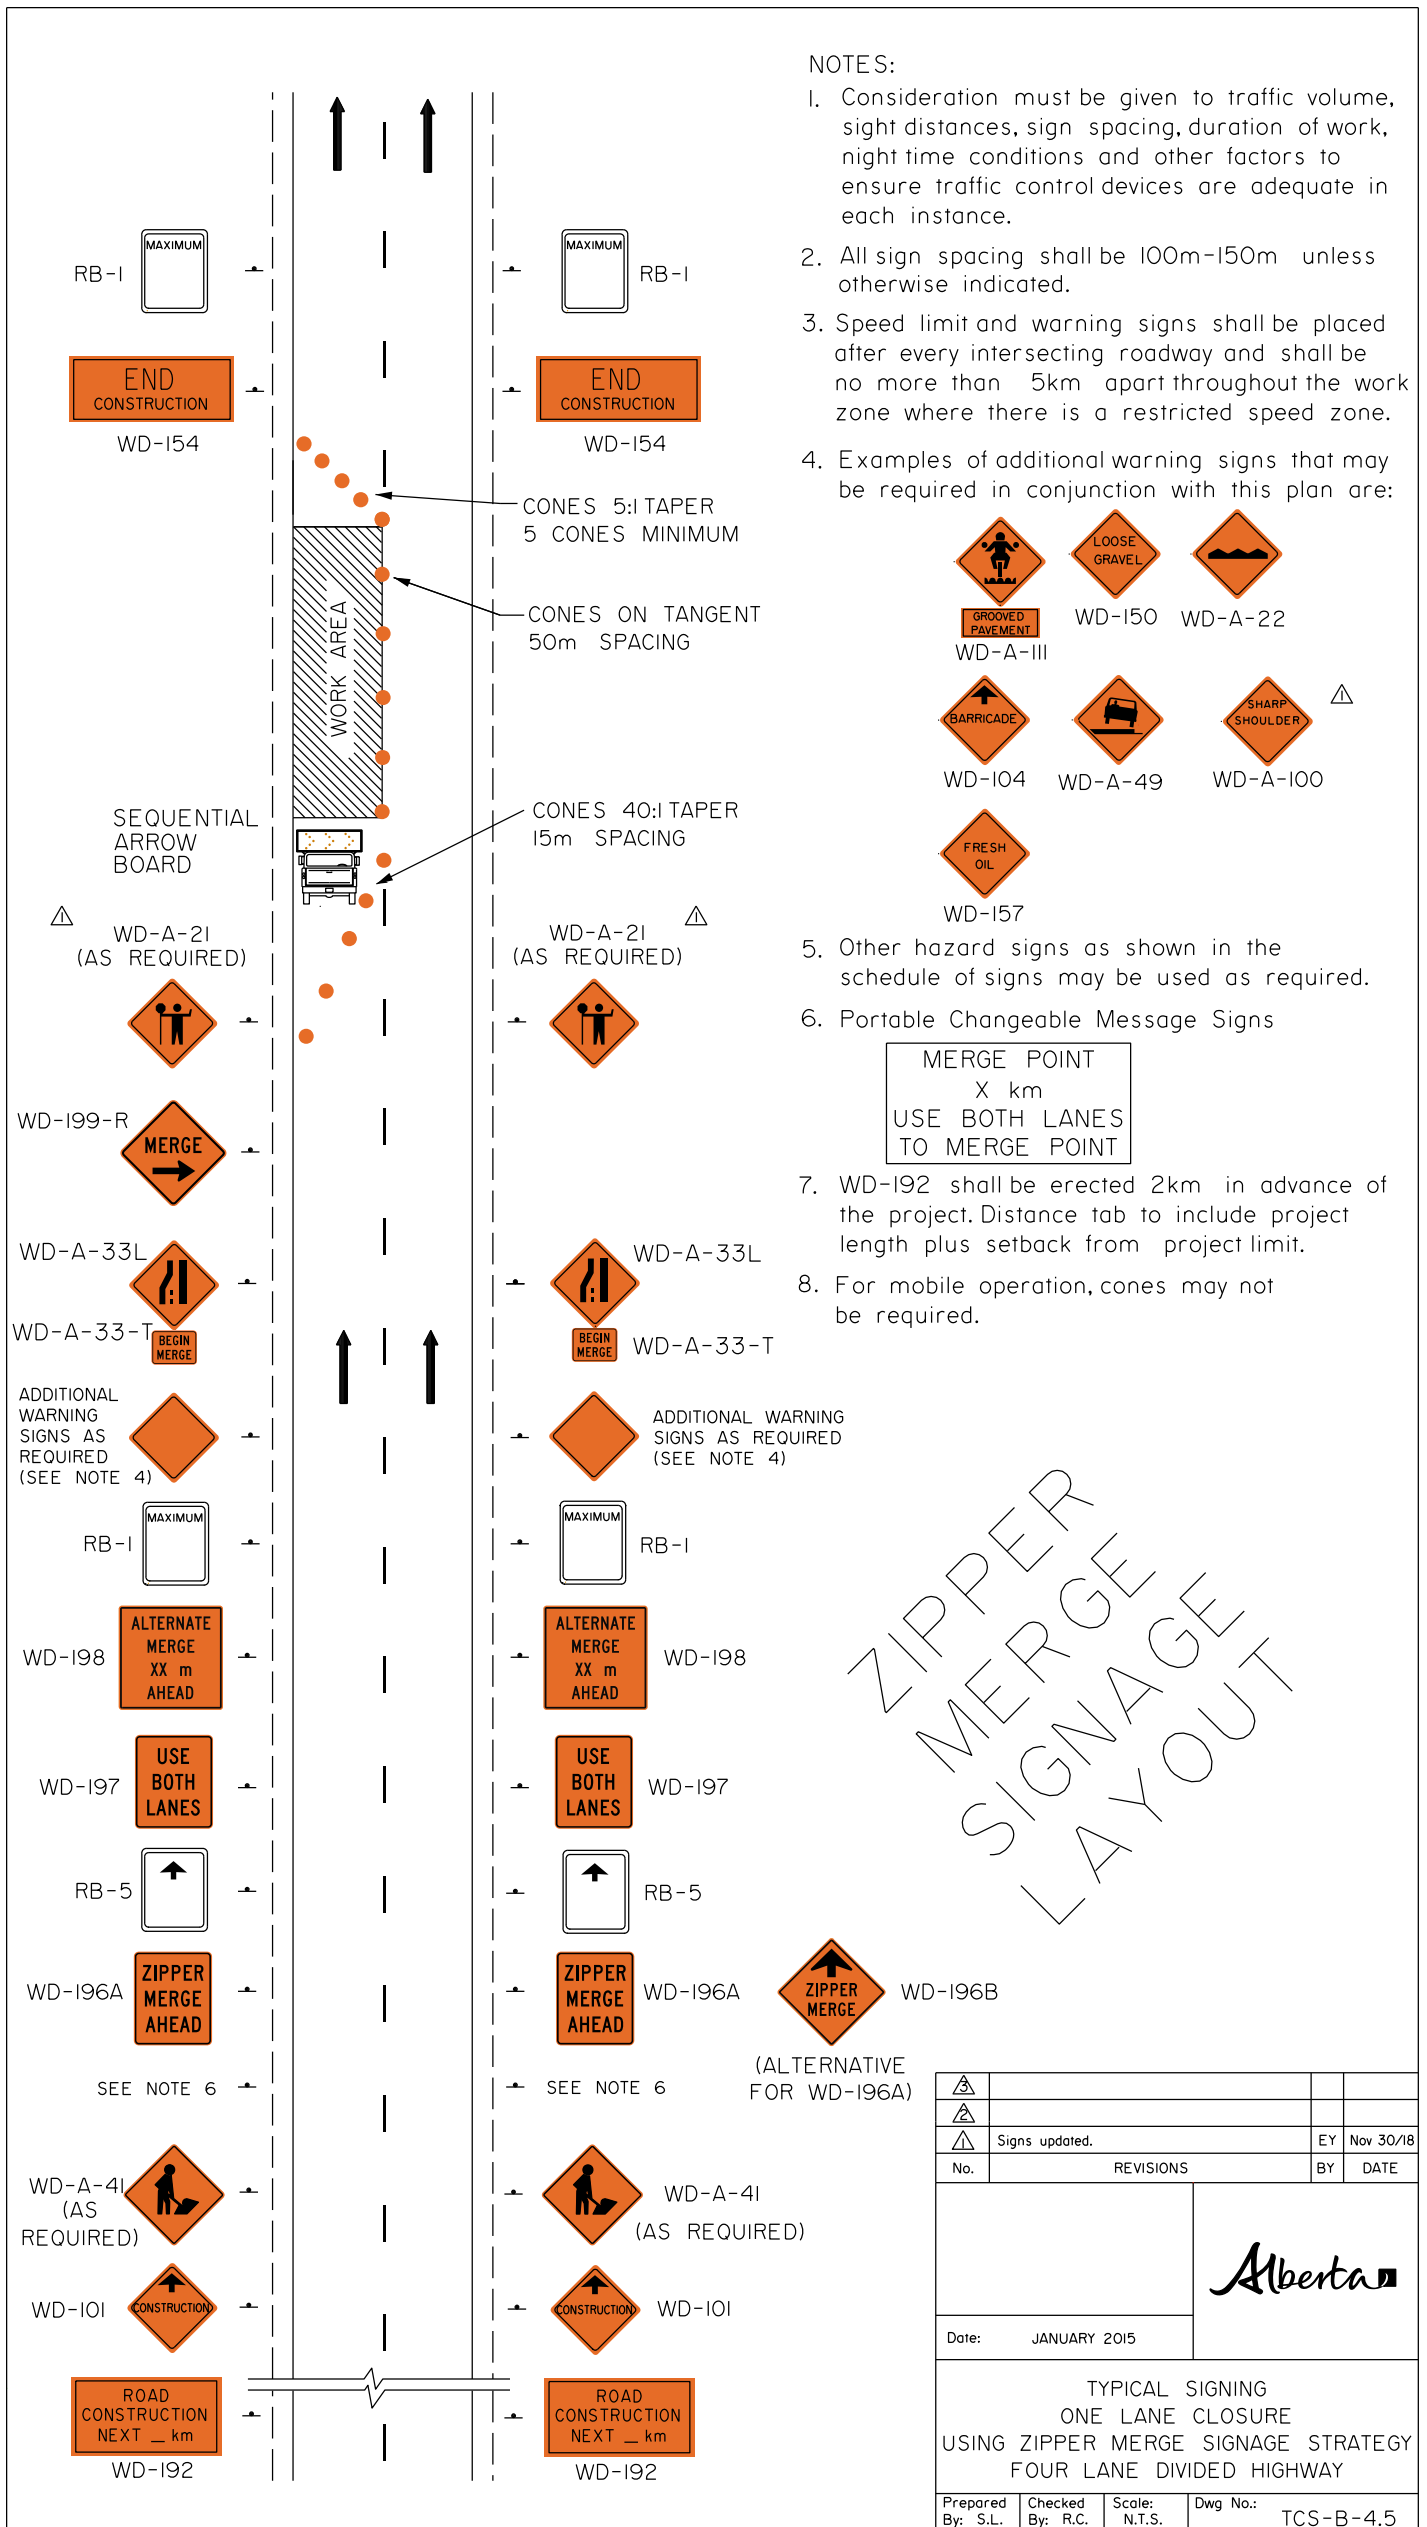 NOTES:
1. Consideration must be given to traffic volume,
sight distances, sign spacing, duration of work,
night time conditions and other factors to
ensure traffic control devices are adequate in
each instance.
2. All sign spacing shall be 100m-150m unless
otherwise indicated.
3. Speed limit and warning signs shall be placed
after every intersecting roadway and shall be
no more than 5km apart throughout the work
zone where there is a restricted speed zone.
4. Examples of additional warning signs that may
be required in conjunction with this plan are:
LOOSE
GRAVEL
GROOVED
PAVEMENT
WD-A-111
WD-150
WD-A-22
BARRICADE
SHARP
SHOULDER
1
WD-104
WD-A-49
WD-A-100
FRESH
OIL
WD-157
5. Other hazard signs as shown in the
schedule of signs may be used as required.
6. Portable Changeable Message Signs
MERGE POINT
X km
USE BOTH LANES
TO MERGE POINT
7. WD-192 shall be erected 2km in advance of
the project. Distance tab to include project
length plus setback from project limit.
8. For mobile operation, cones may not
be required.
RB-1
MAXIMUM
MAXIMUM
RB-1
END
CONSTRUCTION
WD-154
END
CONSTRUCTION
WD-154
CONES 5:1 TAPER
5 CONES MINIMUM
CONES ON TANGENT
50m SPACING
WORK AREA
CONES 40:1 TAPER
15m SPACING
SEQUENTIAL
ARROW
BOARD
1
WD-A-21
(AS REQUIRED)
WD-A-21
(AS REQUIRED)
1
WD-199-R
MERGE
WD-A-33L
WD-A-33L
WD-A-33-T
BEGIN
MERGE
BEGIN
MERGE
WD-A-33-T
ADDITIONAL
WARNING
SIGNS AS
REQUIRED
(SEE NOTE 4)
ADDITIONAL WARNING
SIGNS AS REQUIRED
(SEE NOTE 4)
RB-1
MAXIMUM
MAXIMUM
RB-1
WD-198
ALTERNATE
MERGE
XX m
AHEAD
ALTERNATE
MERGE
XX m
AHEAD
WD-198
WD-197
USE
BOTH
LANES
USE
BOTH
LANES
WD-197
RB-5
RB-5
WD-196A
ZIPPER
MERGE
AHEAD
ZIPPER
MERGE
AHEAD
WD-196A
ZIPPER
MERGE
WD-196B
(ALTERNATIVE
FOR WD-196A)
SEE NOTE 6
SEE NOTE 6
WD-A-41
(AS
REQUIRED)
WD-A-41
(AS REQUIRED)
WD-101
CONSTRUCTION
CONSTRUCTION
WD-101
ROAD
CONSTRUCTION
NEXT _ km
WD-192
ROAD
CONSTRUCTION
NEXT _ km
WD-192
ZIPPER
MERGE
SIGNAGE
LAYOUT
3
2
1 Signs updated. EY Nov 30/18
No. REVISIONS BY DATE
Alberta
Date: JANUARY 2015
TYPICAL SIGNING
ONE LANE CLOSURE
USING ZIPPER MERGE SIGNAGE STRATEGY
FOUR LANE DIVIDED HIGHWAY
Prepared
By: S.L.
Checked
By: R.C.
Scale:
N.T.S.
Dwg No.:
TCS-B-4.5